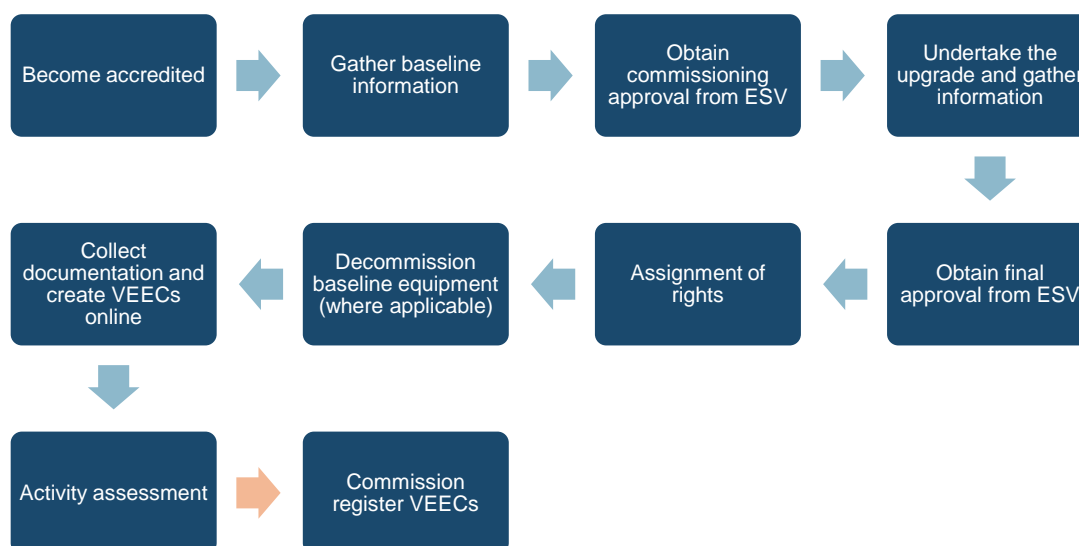 Become accredited
Gather baseline
information
Obtain
commissioning
approval from ESV
Undertake the
upgrade and gather
information
Obtain final
approval from ESV
Assignment of
rights
Decommission
baseline equipment
(where applicable)
Collect
documentation and
create VEECs
online
Activity assessment
Commission
register VEECs